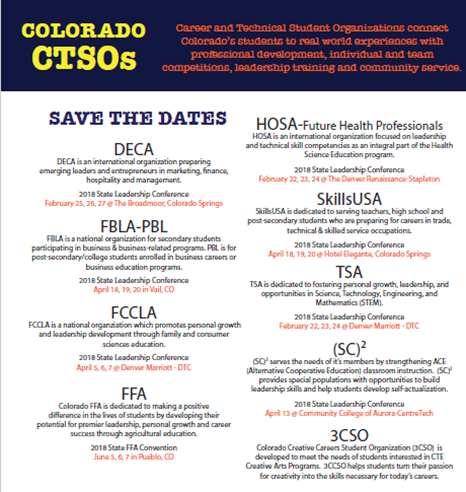 COLORADO
CTSOs
Career and Technical Student Organizations connect
Colorado's students to real world experiences with
professional development, individual and team
competitions, leadership training and community service.
SAVE THE DATES
DECA
DECA is an international organization preparing
emerging leaders and entrepreneurs in marketing, finance,
hospitality and management.
2018 State Leadership Conference
February 25, 26, 27 @ The Broadmoor, Colorado Springs
FBLA-PBL
FBLA is a national organization for secondary students
participating in business & business-related programs. PBL is for
post-secondary/college students enrolled in business careers or
business education programs.
2018 State Leadership Conference
April 18, 19, 20 in Vail, CO
FCCLA
FCCLA is a national organziation which promotes personal growth
and leadership development through family and consumer
sciences education.
2018 State Leadership Conference
April 5, 6, 7 @ Denver Marriott - DTC
FFA
Colorado FFA is dedicated to making a positive
difference in the lives of students by developing their
potential for premier leadership, personal growth and career
success through agricultural education.
2018 State FFA Convention
June 5, 6, 7 in Pueblo, CO
HOSA-Future Health Professionals
HOSA is an international organization focused on leadership
and technical skill competencies as an integral part of the Health
Science Education program.
2018 State Leadership Conference
February 22, 23, 24 @ The Denver Renaissance-Stapleton
SkillsUSA
SkillsUSA is dedicated to serving teachers, high school and
post-secondary students who are preparing for careers in trade,
technical & skilled service occupations.
2018 State Leadership Conference
April 18, 19, 20 @ Hotel Elegante, Colorado Springs
TSA
TSA is dedicated to fostering personal growth, leadership, and
opportunities in Science, Technology, Engineering, and
Mathematics (STEM).
2018 State Leadership Conference
February 22, 23, 24 @ Denver Marriott - DTC
(SC)²
(SC)² serves the needs of it's members by strengthening ACE
(Alternative Cooperative Education) classroom instruction. (SC)²
provides special populations with opportunities to build
leadership skills and help students develop self-actualization.
2018 State Leadership Conference
April 13 @ Community College of Aurora-CentreTech
3CSO
Colorado Creative Careers Student Organization (3CSO) is
developed to meet the needs of students interested in CTE
Creative Arts Programs. 3CCSO helps students turn their passion
for creativity into the skills necessary for today's careers.